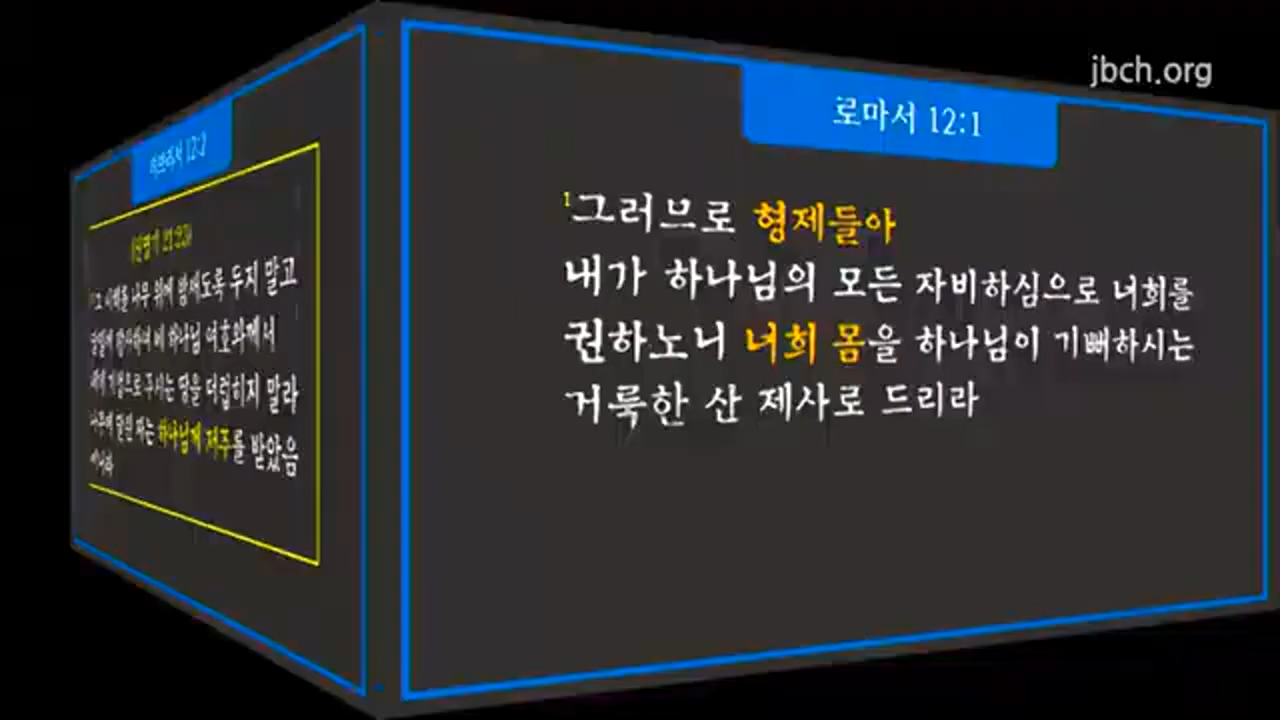 jbch.org
로마서 12:2
그 시체를 나무 위에 밤새도록 두지 말고
당일에 장사하여 네 하나님 여호와께서
네게 기업으로 주시는 땅을 더럽히지 말라
나무에 달린 자는 하나님께 저주를 받았음
이니라
로마서 12:1
1그러므로 형제들아
내가 하나님의 모든 자비하심으로 너희를
권하노니 너희 몸을 하나님이 기뻐하시는
거룩한 산 제사로 드리라